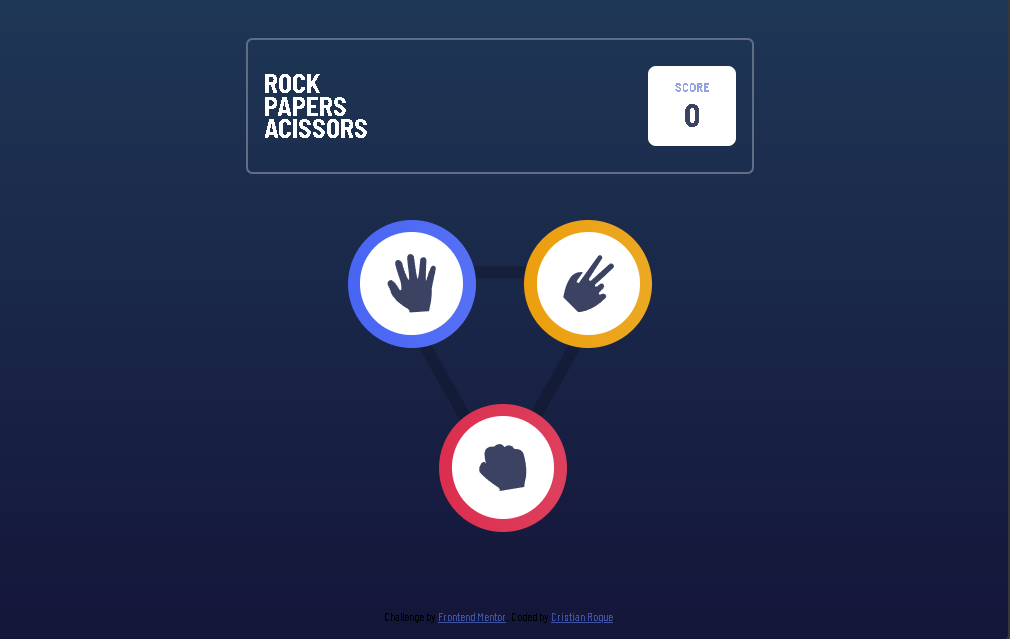 ROCK
PAPERS
ACISSORS
SCORE
0
Challenge by Frontend Mentor. Coded by Cristian Roque